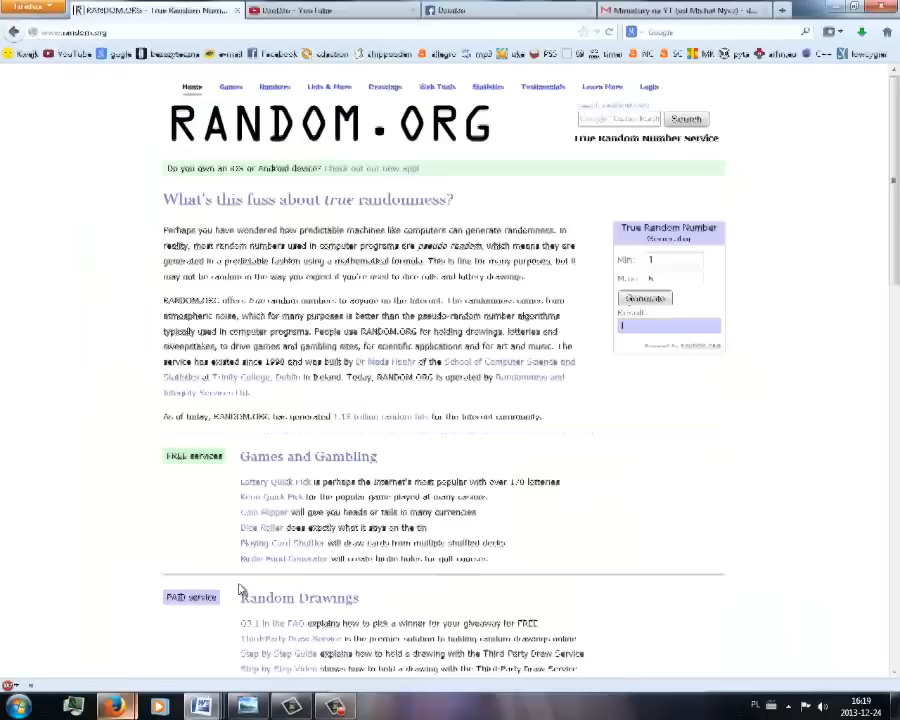 Firefox
RANDOM.ORG - True Random Num...
YouTube
Facebook
www.random.org
Google
YouTube
google
e-mail
Facebook
allegro
mp3
PS3
NC
SC
MK
C++
Home Games Numbers Lists & More Drawings Web Tools Statistics Testimonials Learn More Login
RANDOM.ORG
Custom Search
Search
True Random Number Service
Do you own an iOS or Android device? Check out our new app!
What's this fuss about true randomness?
Perhaps you have wondered how predictable machines like computers can generate randomness. In
reality, most random numbers used in computer programs are pseudo-random, which means they are
generated in a predictable fashion using a mathematical formula. This is fine for many purposes, but it
may not be random in the way you expect if you're used to dice rolls and lottery drawings.
RANDOM.ORG offers true random numbers to anyone on the Internet. The randomness comes from
atmospheric noise, which for many purposes is better than the pseudo-random number algorithms
typically used in computer programs. People use RANDOM.ORG for holding drawings, lotteries and
sweepstakes, to drive games and gambling sites, for scientific applications and for art and music. The
service has existed since 1998 and was built by Dr Mads Haahr of the School of Computer Science and
Statistics at Trinity College, Dublin in Ireland. Today, RANDOM.ORG is operated by Randomness and
Integrity Services Ltd.
As of today, RANDOM.ORG has generated 1.18 trillion random bits for the Internet community.
True Random Number
Generator
Min: 1
Max:
Generate
Result:
1
Powered by RANDOM.ORG
FREE services
Games and Gambling
Lottery Quick Pick is perhaps the Internet's most popular with over 170 lotteries
Keno Quick Pick for the popular game played at many casinos
Coin Flipper will give you heads or tails in many currencies
Dice Roller does exactly what it says on the tin
Playing Card Shuffler will draw cards from multiple shuffled decks
Birdie Fund Generator will create birdie holes for golf courses
PAID service
Random Drawings
Q3.1 in the FAQ explains how to pick a winner for your giveaway for FREE
Third-Party Draw Service is the premier solution to holding random drawings online
Step by Step Guide explains how to hold a drawing with the Third-Party Draw Service
Step by Step Video shows how to hold a drawing with the Third-Party Draw Service
PL
16:19
2013-12-24